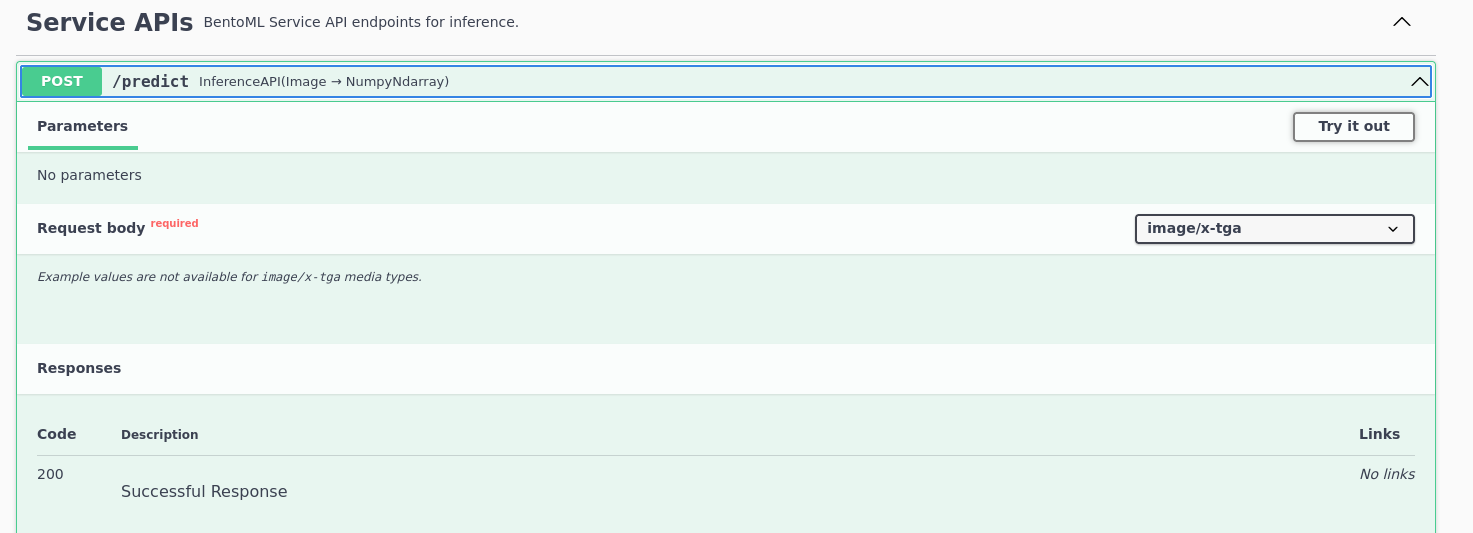 Service APIs BentoML Service API endpoints for inference.
POST /predict InferenceAPI(Image → NumpyNdarray)
Parameters Try it out
No parameters
Request body required image/x-tga
Example values are not available for image/x-tga media types.
Responses
Code Description Links
200 Successful Response No links